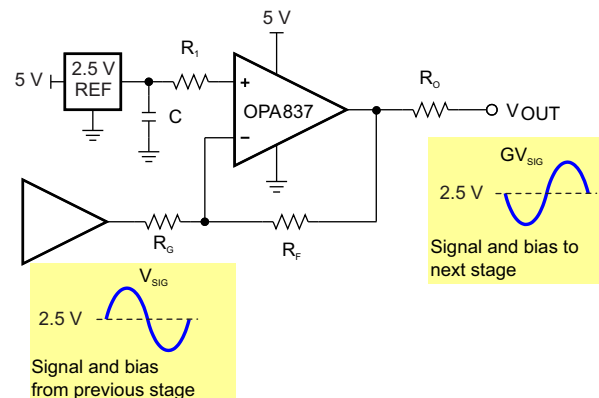 5 V
R1
5 V
2.5 V
REF
+
OPA837
−
C
RO
VOUT
RG
RF
GVSIG
2.5 V
Signal and bias to
next stage
VSIG
2.5 V
Signal and bias
from previous stage